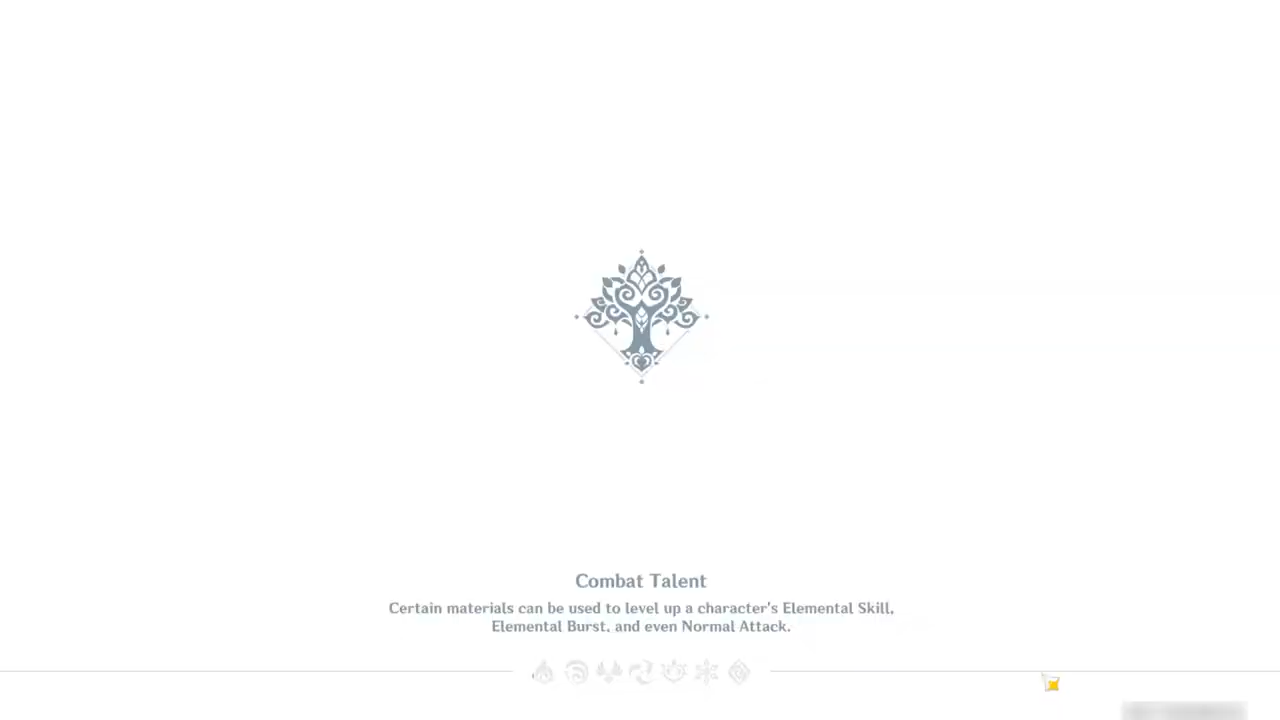 Combat Talent
Certain materials can be used to level up a character's Elemental Skill,
Elemental Burst, and even Normal Attack.